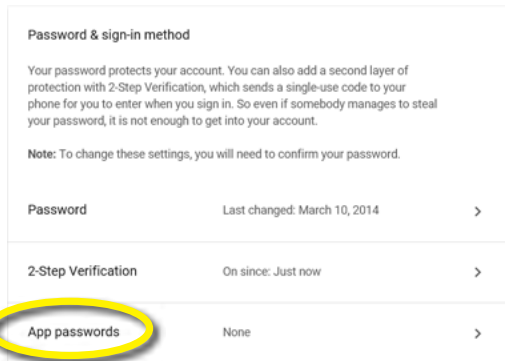 Password & sign-in method
Your password protects your account. You can also add a second layer of
protection with 2-Step Verification, which sends a single-use code to your
phone for you to enter when you sign in. So even if somebody manages to steal
your password, it is not enough to get into your account.
Note: To change these settings, you will need to confirm your password.
Password Last changed: March 10, 2014
2-Step Verification On since: Just now
App passwords None